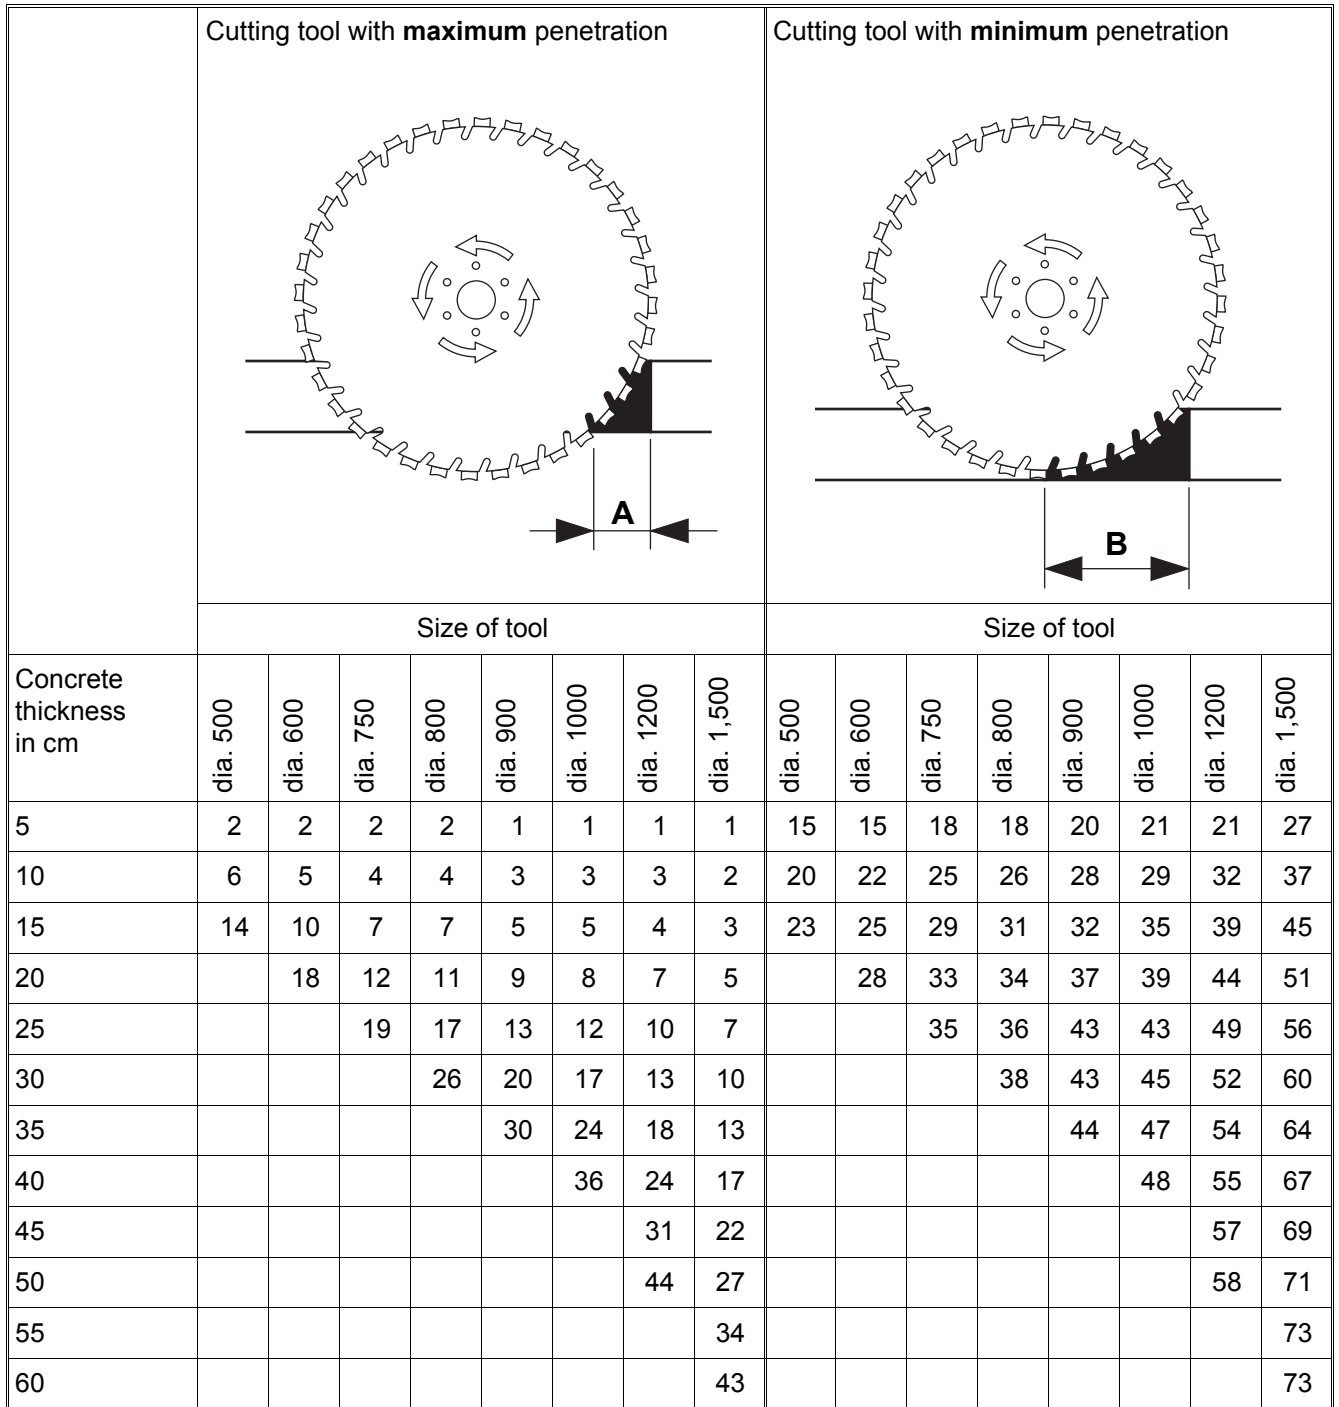 Cutting tool with maximum penetration
Cutting tool with minimum penetration
A
B
Size of tool
Size of tool
Concrete
thickness
in cm
dia. 500
dia. 600
dia. 750
dia. 800
dia. 900
dia. 1000
dia. 1200
dia. 1,500
dia. 500
dia. 600
dia. 750
dia. 800
dia. 900
dia. 1000
dia. 1200
dia. 1,500
5 2 2 2 2 1 1 1 1 15 15 18 18 20 21 21 27
10 6 5 4 4 3 3 3 2 20 22 25 26 28 29 32 37
15 14 10 7 7 5 5 4 3 23 25 29 31 32 35 39 45
20 18 12 11 9 8 7 5 28 33 34 37 39 44 51
25 19 17 13 12 10 7 35 36 43 43 49 56
30 26 20 17 13 10 38 43 45 52 60
35 30 24 18 13 44 47 54 64
40 36 24 17 48 55 67
45 31 22 57 69
50 44 27 58 71
55 34 73
60 43 73